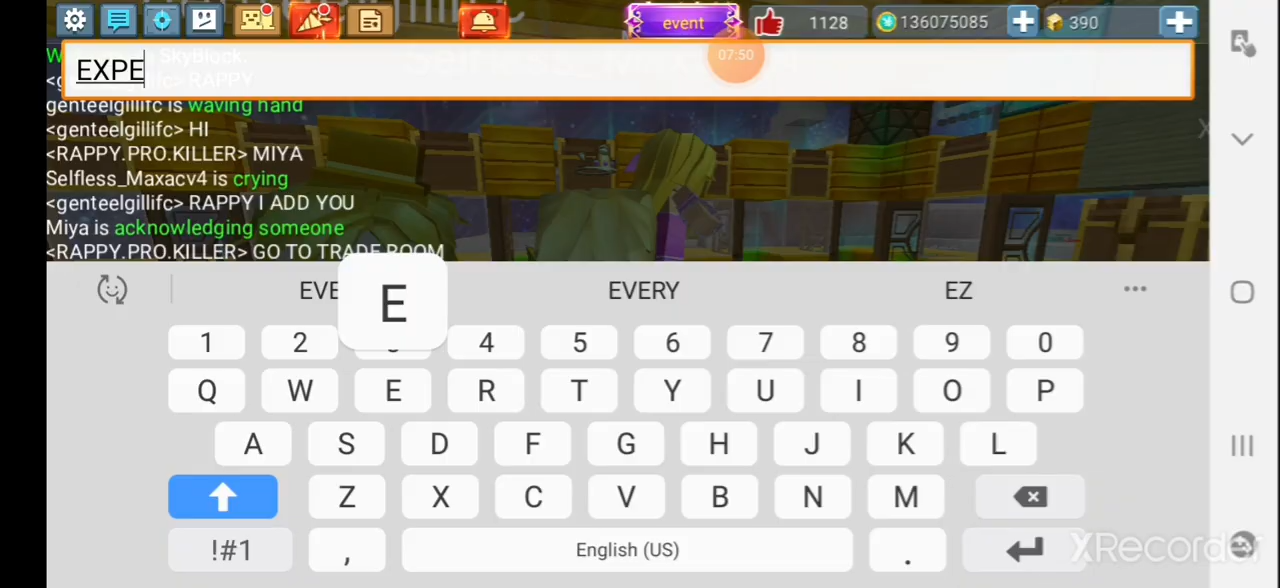 event
1128
136075085
390
07:50
EXPE
SkyBlock.
RAPPY
genteelgillifc is waving hand
<genteelgillifc> HI
<RAPPY.PRO.KILLER> MIYA
Selfless_Maxacv4 is crying
<genteelgillifc> RAPPY I ADD YOU
Miya is acknowledging someone
<RAPPY.PRO.KILLER> GO TO TRADE ROOM
EVE EVERY EZ
E
1 2 4 5 6 7 8 9 0
Q W E R T Y U I O P
A S D F G H J K L
Z X C V B N M
!#1 , English (US) .
XRecorder